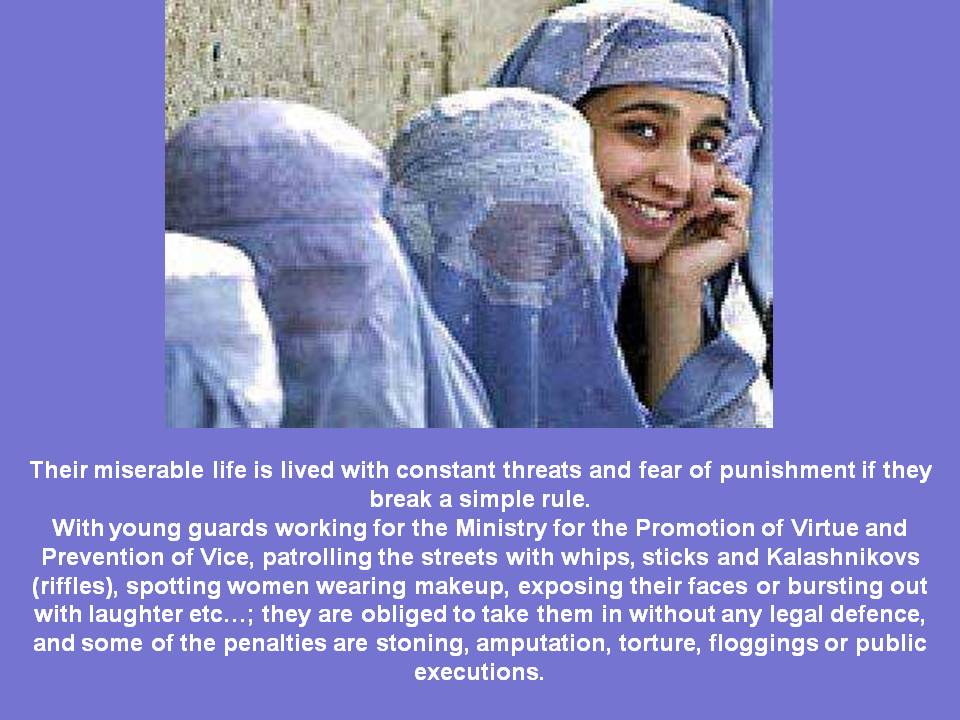 Their miserable life is lived with constant threats and fear of punishment if they
break a simple rule.
With young guards working for the Ministry for the Promotion of Virtue and
Prevention of Vice, patrolling the streets with whips, sticks and Kalashnikovs
(riffles), spotting women wearing makeup, exposing their faces or bursting out
with laughter etc…; they are obliged to take them in without any legal defence,
and some of the penalties are stoning, amputation, torture, floggings or public
executions.